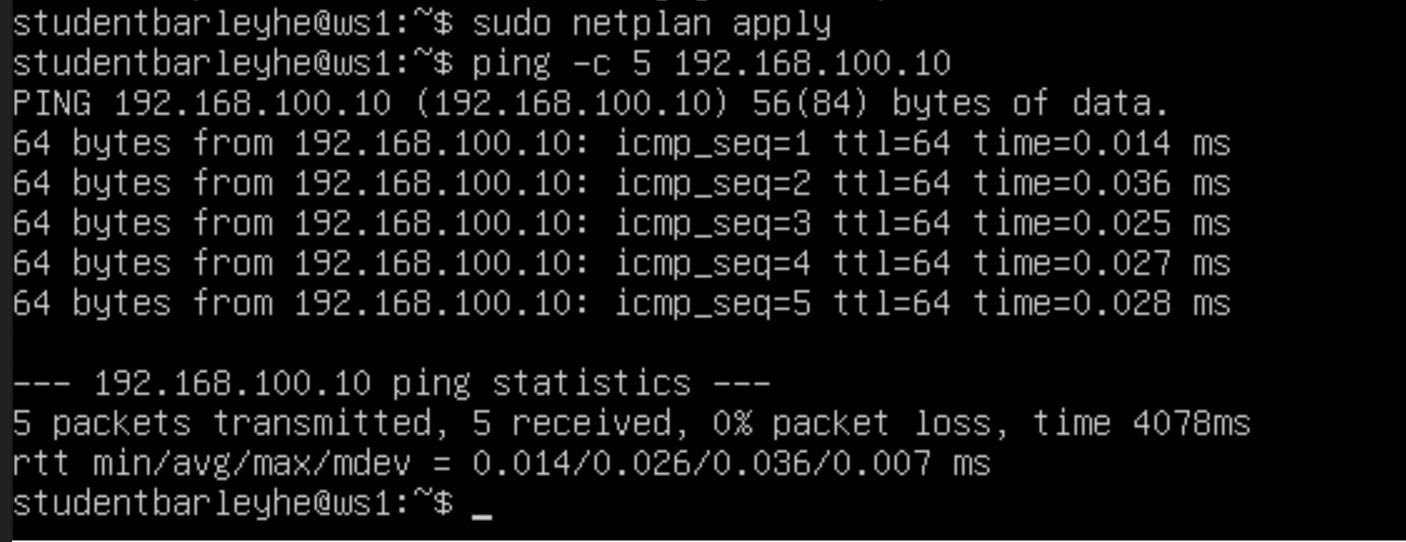 studentbarleyhe@ws1:~$ sudo netplan apply
studentbarleyhe@ws1:~$ ping -c 5 192.168.100.10
PING 192.168.100.10 (192.168.100.10) 56(84) bytes of data.
64 bytes from 192.168.100.10: icmp_seq=1 ttl=64 time=0.014 ms
64 bytes from 192.168.100.10: icmp_seq=2 ttl=64 time=0.036 ms
64 bytes from 192.168.100.10: icmp_seq=3 ttl=64 time=0.025 ms
64 bytes from 192.168.100.10: icmp_seq=4 ttl=64 time=0.027 ms
64 bytes from 192.168.100.10: icmp_seq=5 ttl=64 time=0.028 ms
--- 192.168.100.10 ping statistics ---
5 packets transmitted, 5 received, 0% packet loss, time 4078ms
rtt min/avg/max/mdev = 0.014/0.026/0.036/0.007 ms
studentbarleyhe@ws1:~$ _